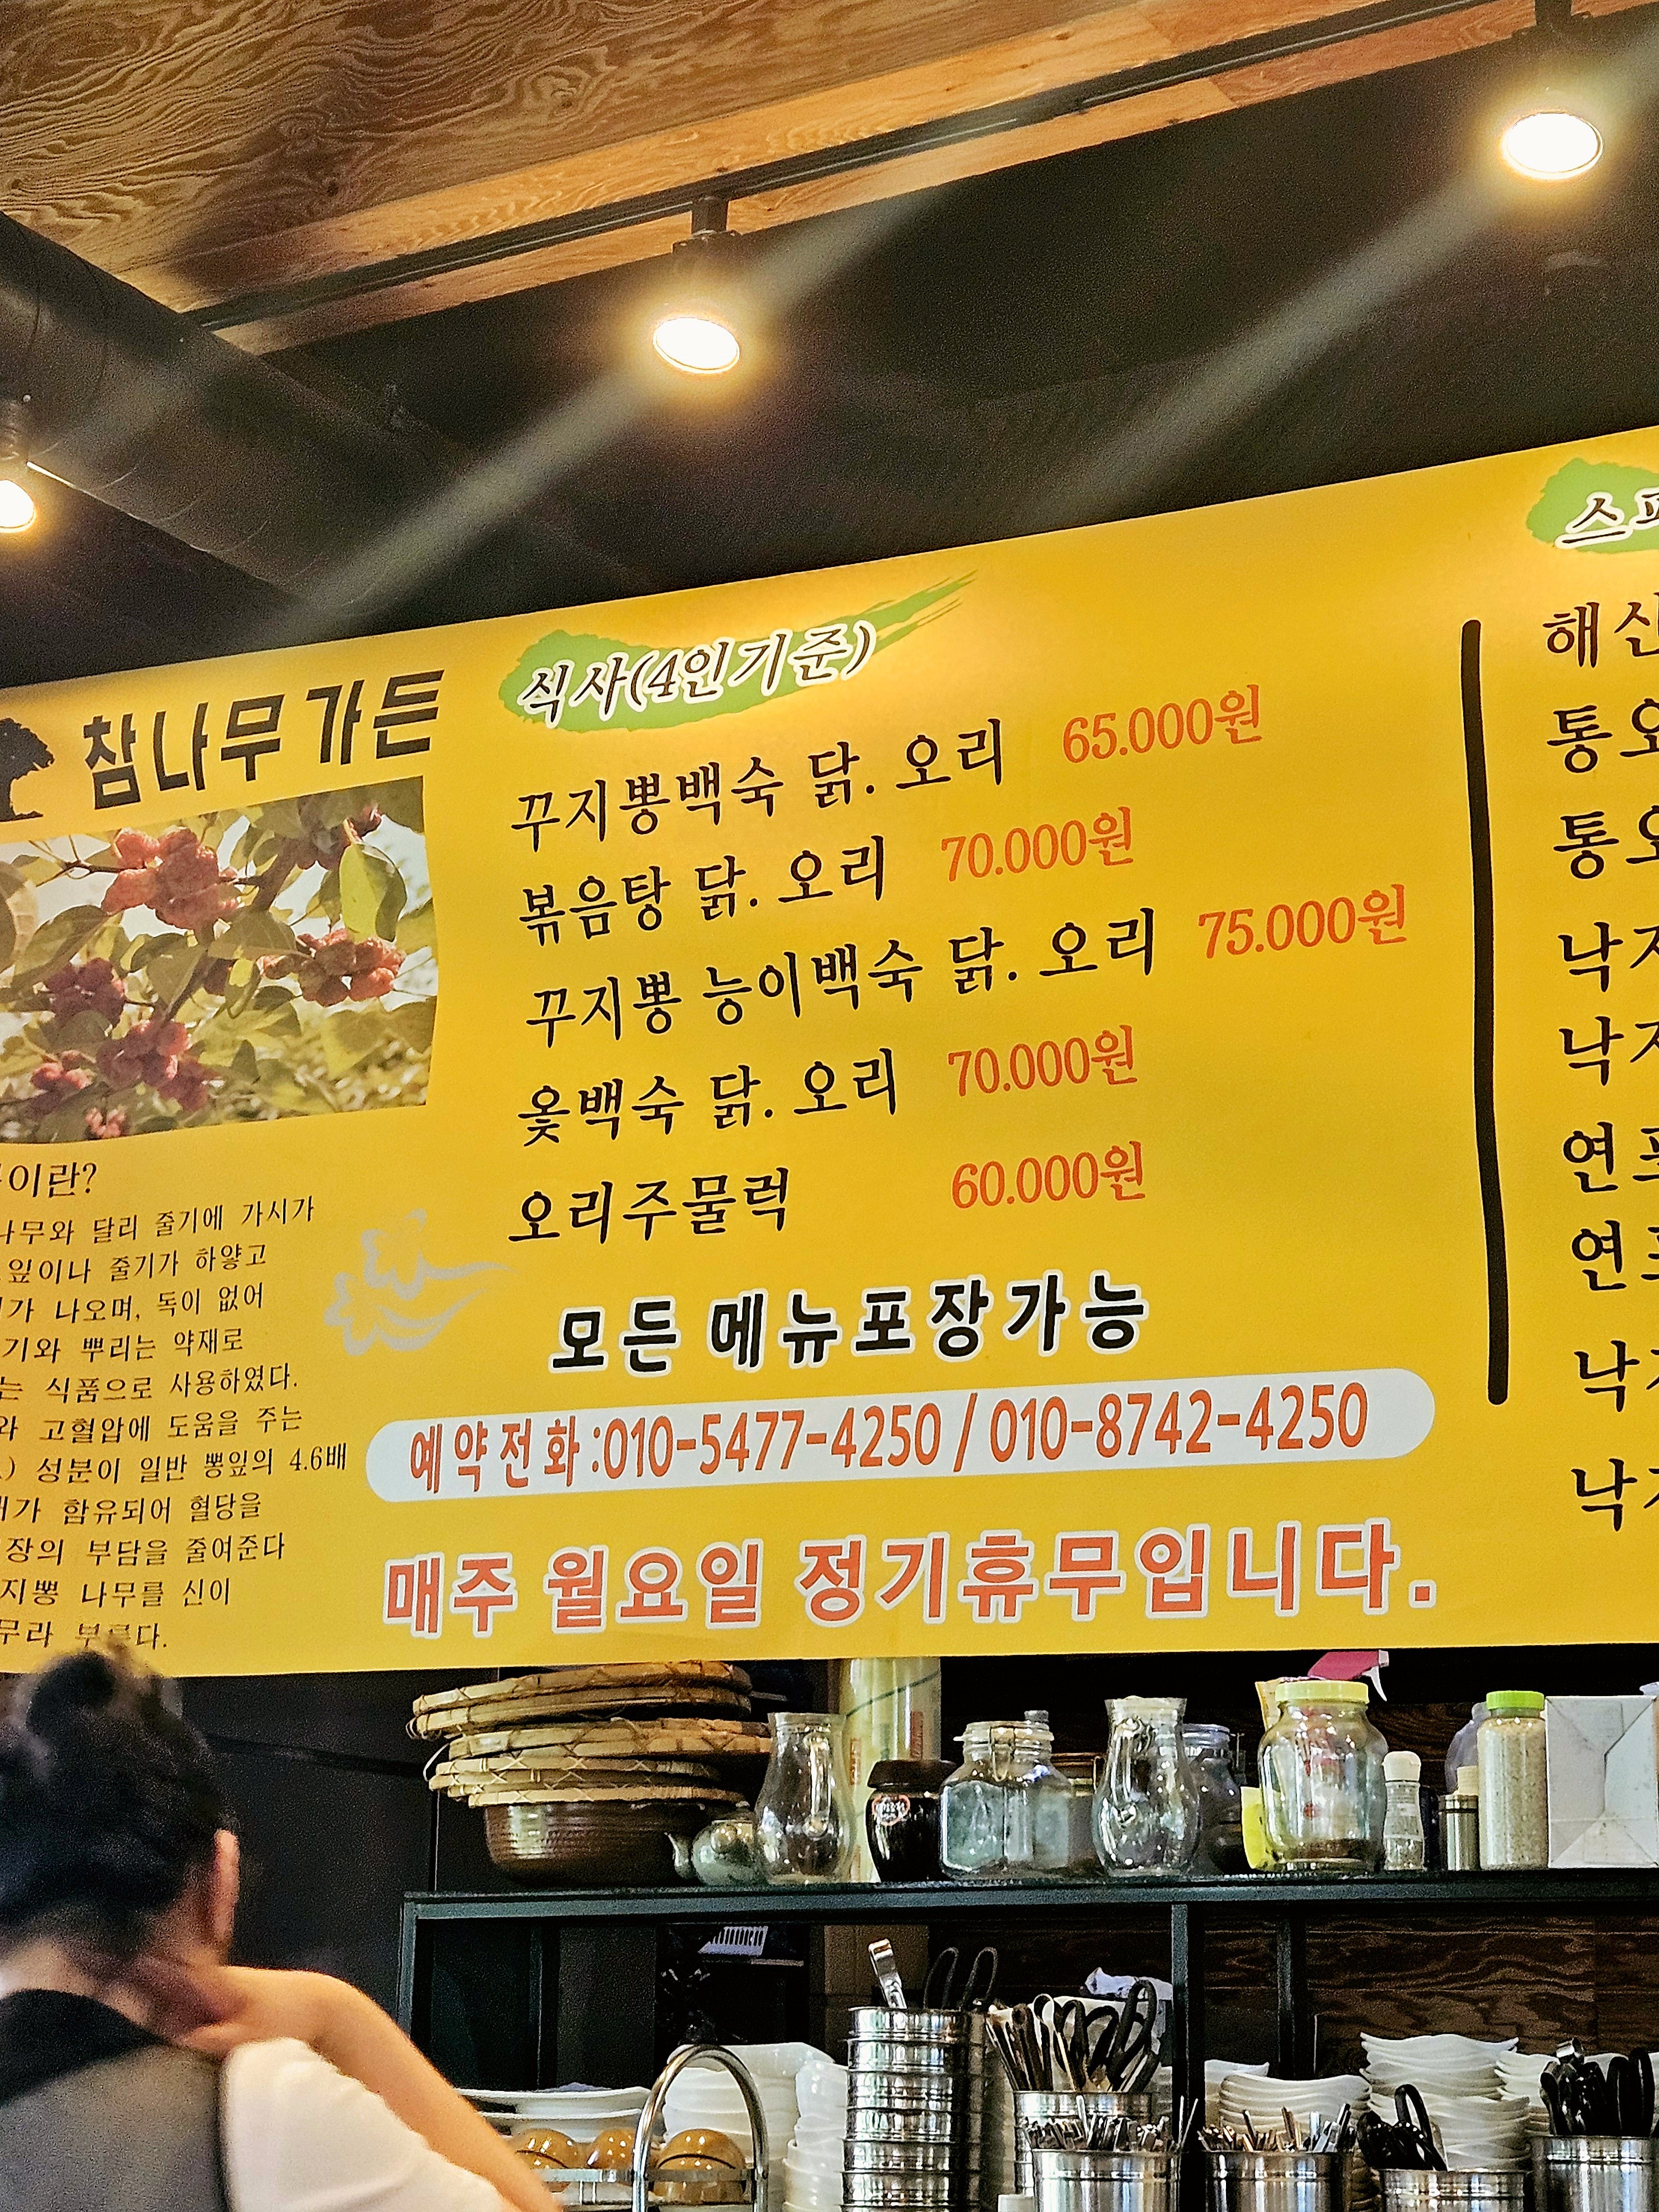 참나무가든
이란?
나무와 달리 줄기에 가시가
잎이나 줄기가 하얗고
가 나오며, 독이 없어
기와 뿌리는 약재로
는 식품으로 사용하였다.
와 고혈압에 도움을 주는
) 성분이 일반 뽕잎의 4.6배
가 함유되어 혈당을
장의 부담을 줄여준다
지뽕 나무를 신이
무라 부른다.
식사(4인기준)
꾸지뽕백숙 닭. 오리 65.000원
볶음탕 닭. 오리 70.000원
꾸지뽕 능이백숙 닭. 오리 75.000원
옻백숙 닭. 오리 70.000원
오리주물럭 60.000원
모든 메뉴포장가능
예약전화:010-5477-4250 / 010-8742-4250
매주 월요일 정기휴무입니다.
스
해
통
통
낙
낙
연
연
낙
낙